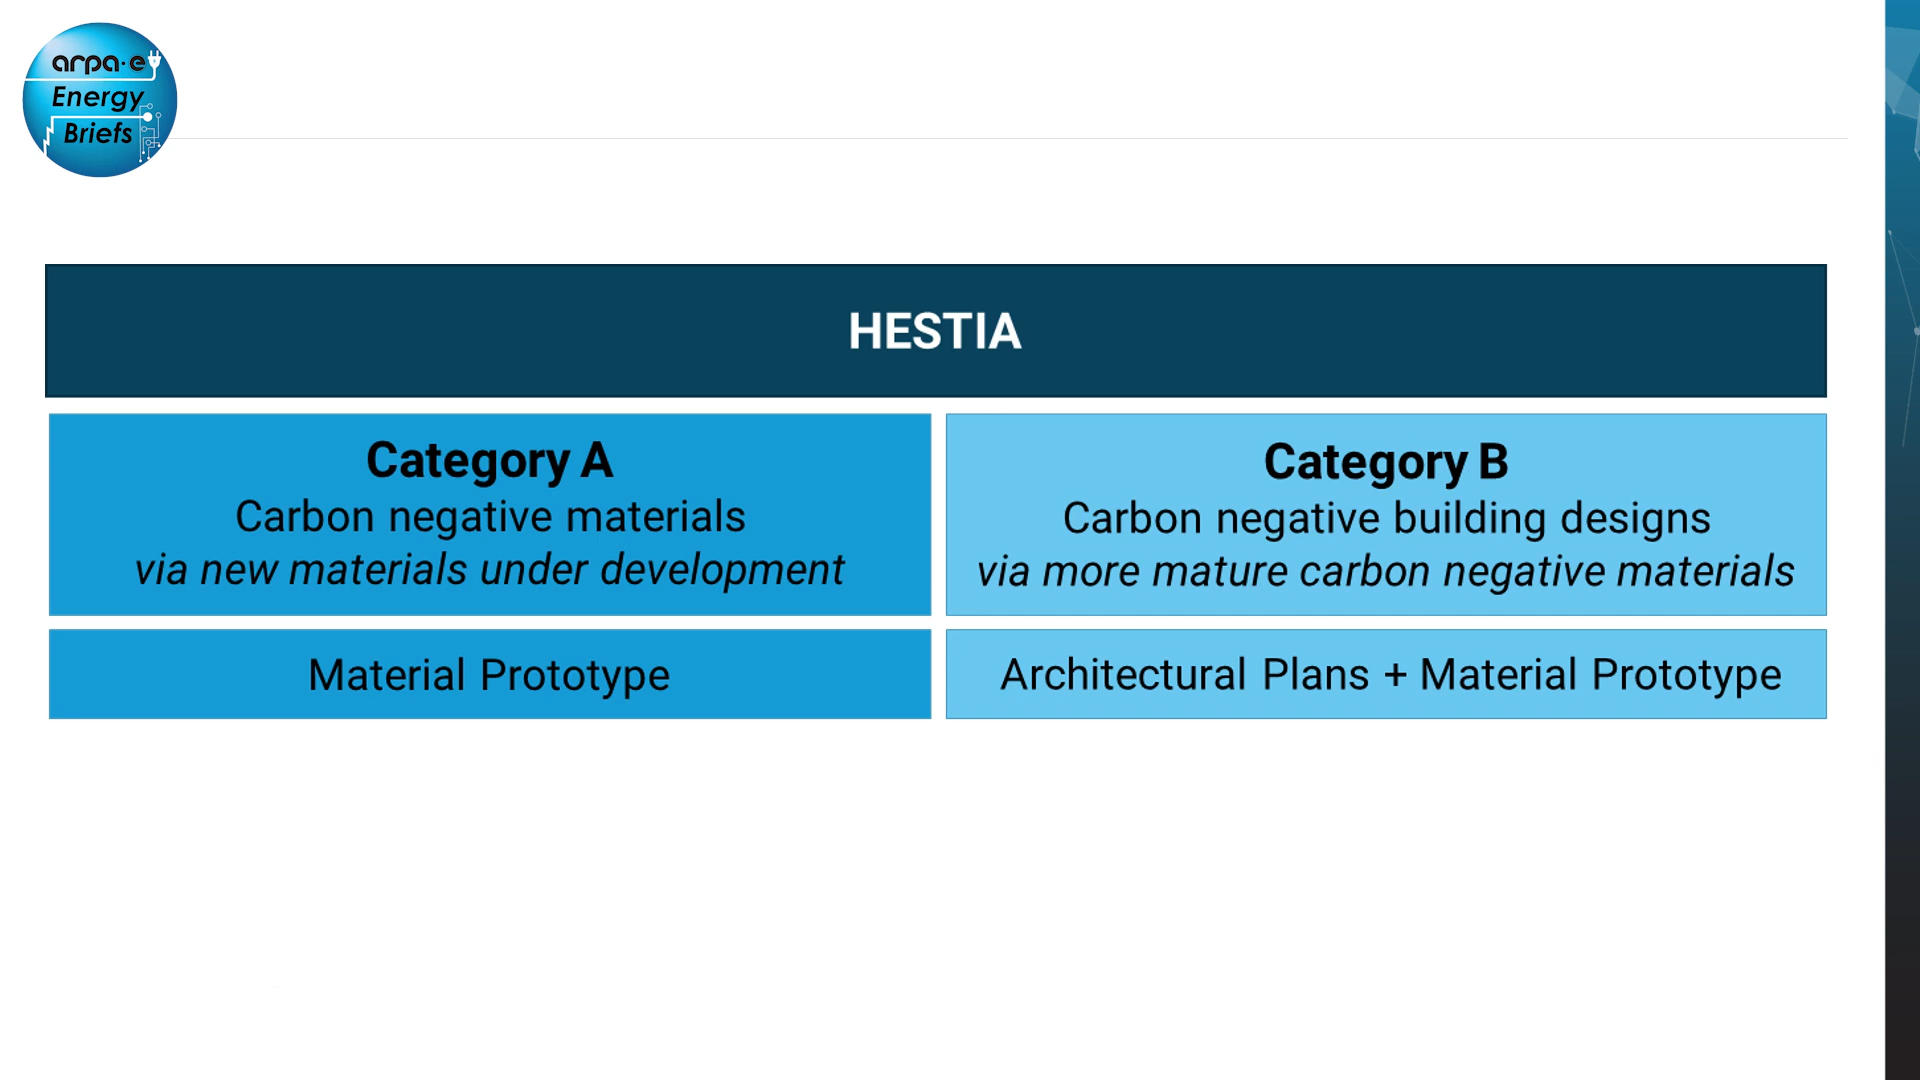 arpa·e
Energy
Briefs
HESTIA
Category A
Carbon negative materials
via new materials under development
Category B
Carbon negative building designs
via more mature carbon negative materials
Material Prototype
Architectural Plans + Material Prototype